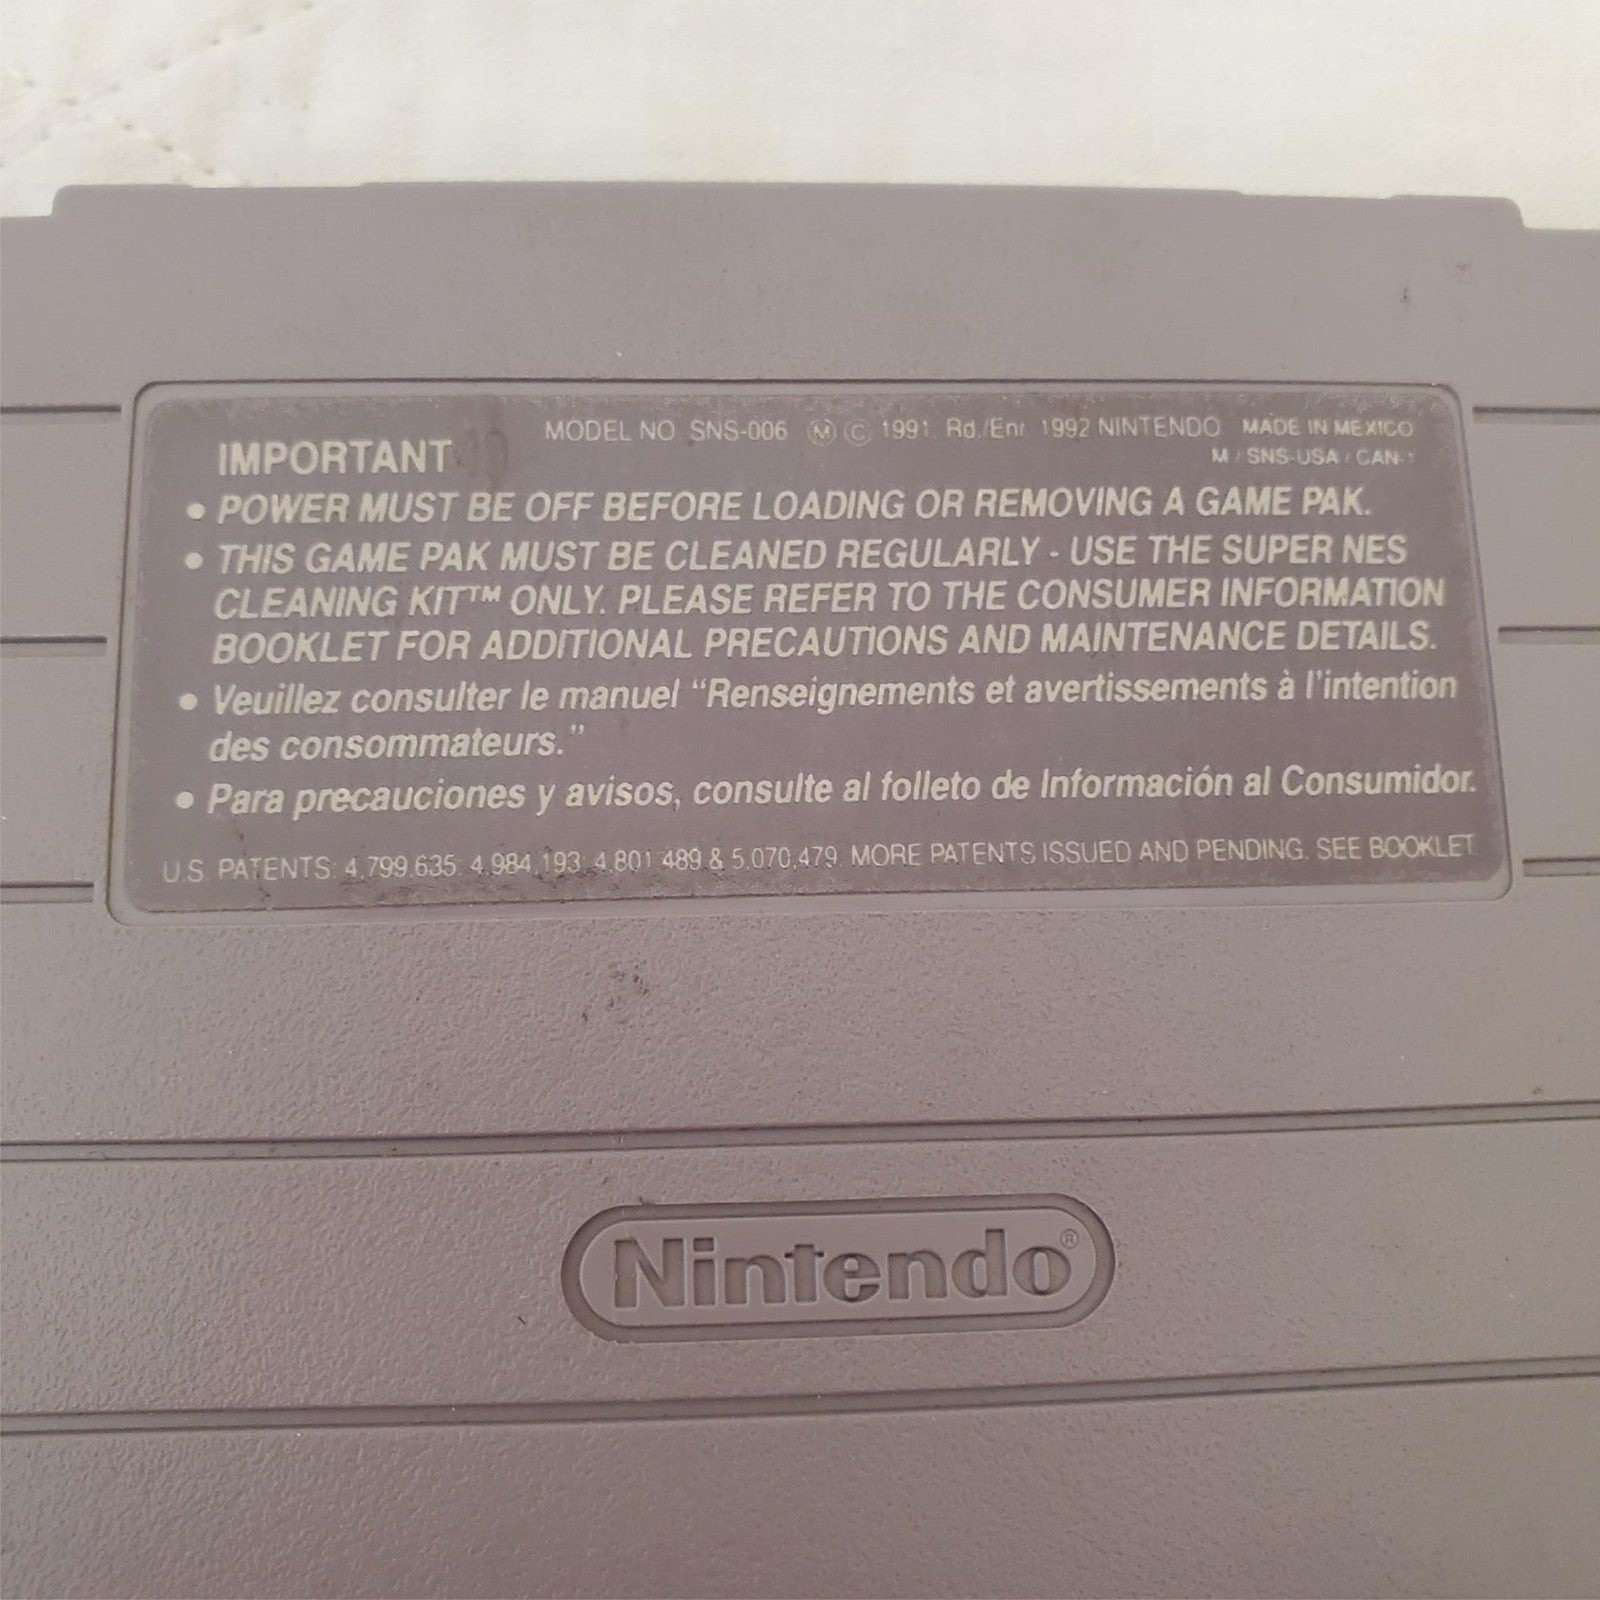 MODEL NO. SNS-006 Ⓜ © 1991. Rd./Enr. 1992 NINTENDO MADE IN MEXICO
IMPORTANT
M / SNS-USA / CAN-1
• POWER MUST BE OFF BEFORE LOADING OR REMOVING A GAME PAK.
• THIS GAME PAK MUST BE CLEANED REGULARLY - USE THE SUPER NES
CLEANING KIT™ ONLY. PLEASE REFER TO THE CONSUMER INFORMATION
BOOKLET FOR ADDITIONAL PRECAUTIONS AND MAINTENANCE DETAILS.
• Veuillez consulter le manuel “Renseignements et avertissements à l'intention
des consommateurs.”
• Para precauciones y avisos, consulte al folleto de Información al Consumidor.
U.S. PATENTS: 4,799,635; 4,984,193; 4,801,489 & 5,070,479. MORE PATENTS ISSUED AND PENDING. SEE BOOKLET
Nintendo®